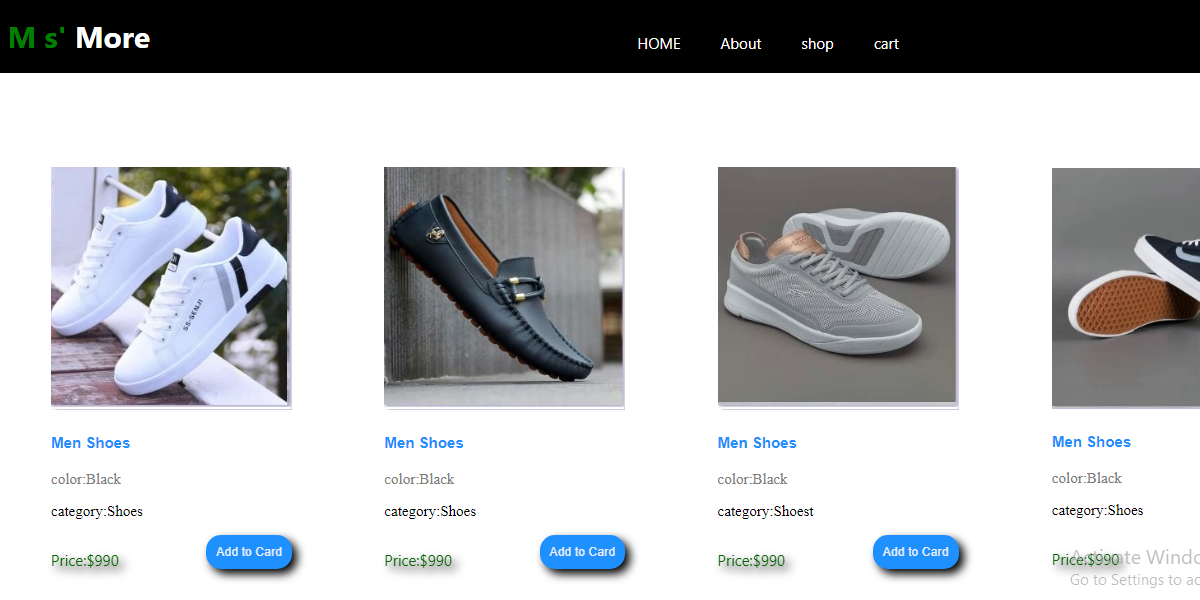 M s' More
HOME About shop cart
SS-SENJI
Men Shoes Men Shoes Men Shoes Men Shoes
color:Black color:Black color:Black color:Black
category:Shoes category:Shoes category:Shoest category:Shoes
Add to Card Add to Card Add to Card
Price:$990 Price:$990 Price:$990 Price:$990
Activate Windo
Go to Settings to ac